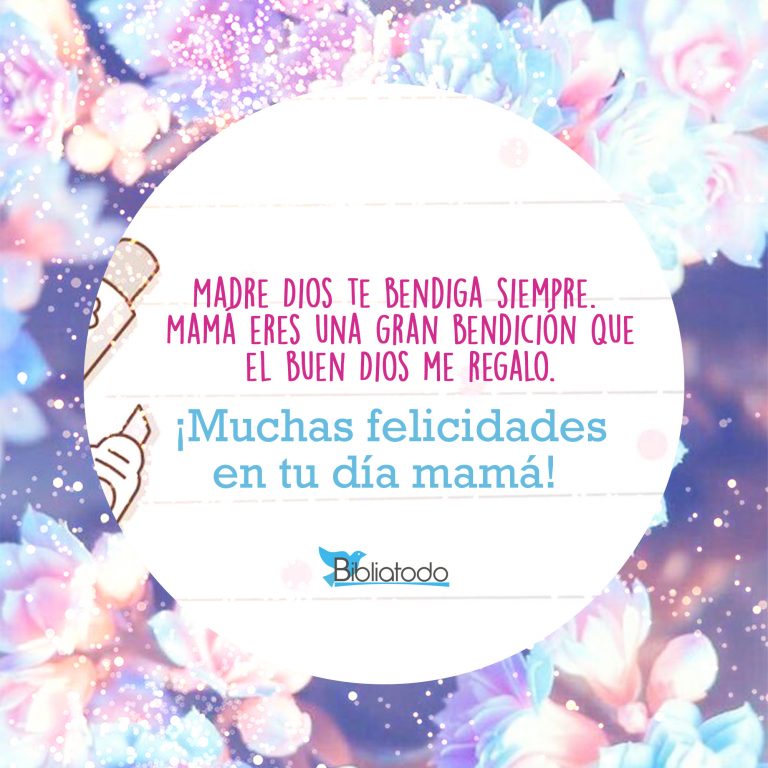 MADRE DIOS TE BENDIGA SIEMPRE.
MAMÁ ERES UNA GRAN BENDICIÓN QUE
EL BUEN DIOS ME REGALO.
¡Muchas felicidades
en tu día mamá!
Bibliatodo